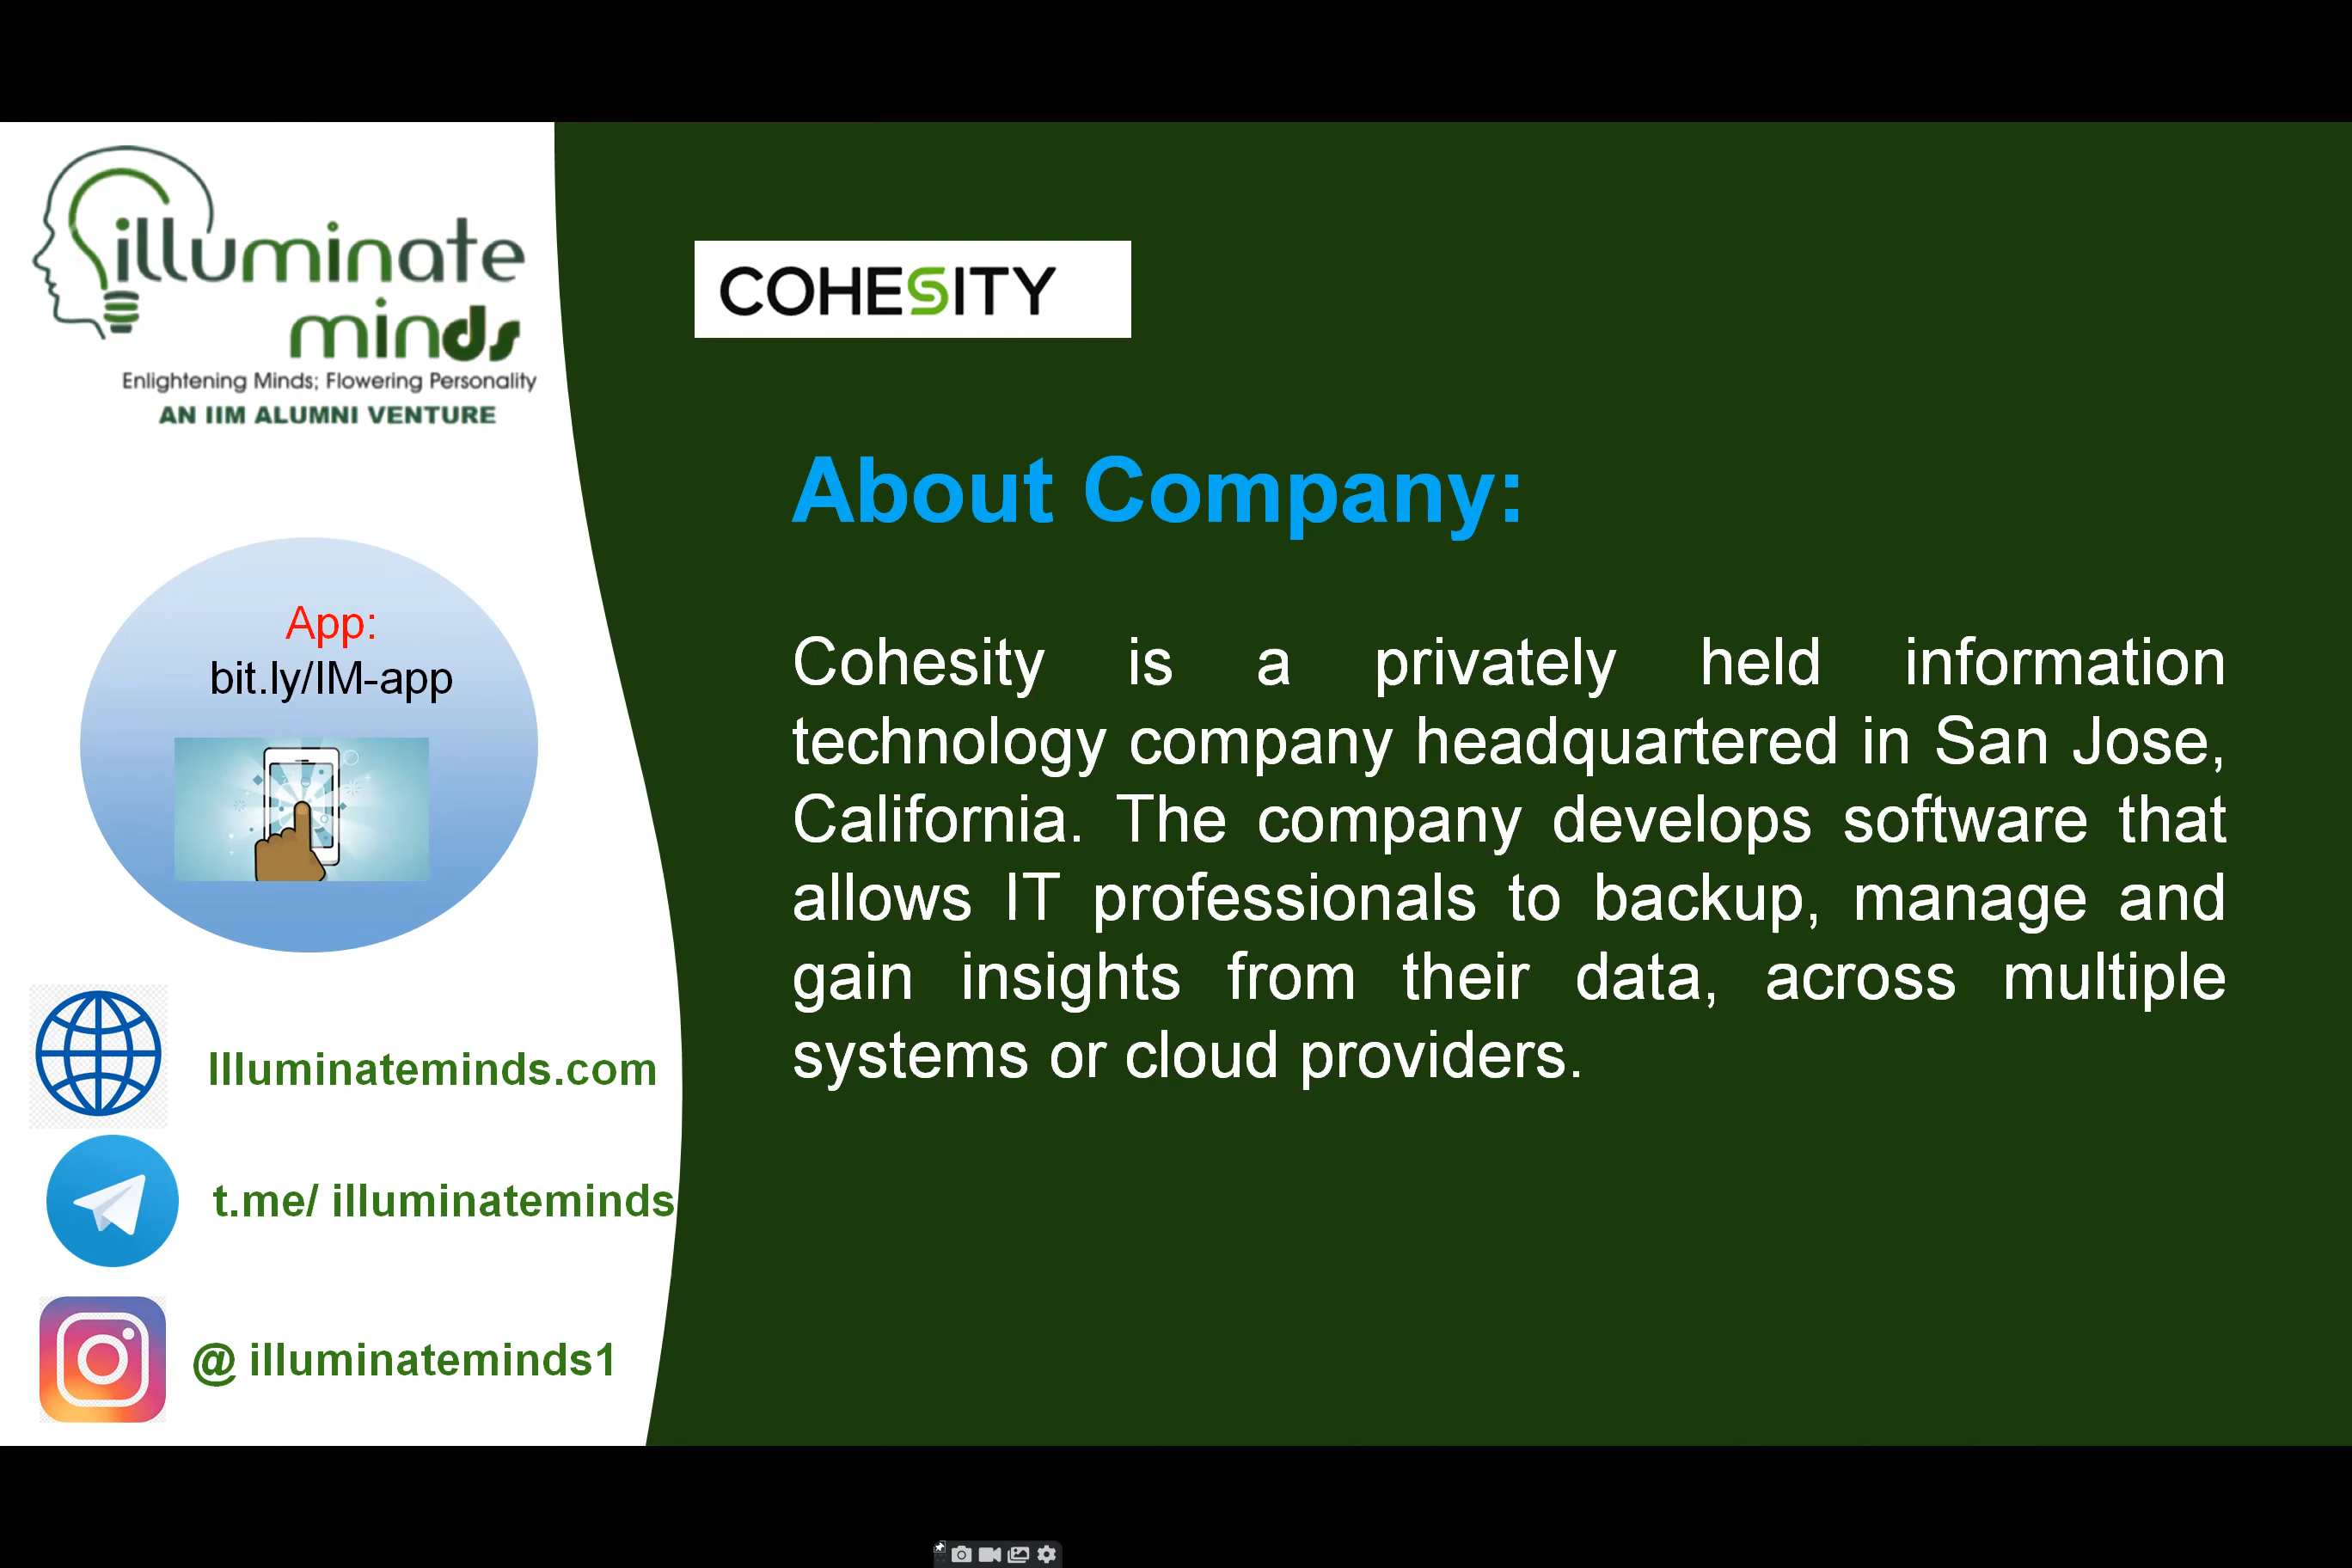 illuminate
minds
Enlightening Minds; Flowering Personality
AN IIM ALUMNI VENTURE
App:
bit.ly/IM-app
Illuminateminds.com
t.me/ illuminateminds
@ illuminateminds1
COHESITY
About Company:
Cohesity is a privately held information
technology company headquartered in San Jose,
California. The company develops software that
allows IT professionals to backup, manage and
gain insights from their data, across multiple
systems or cloud providers.